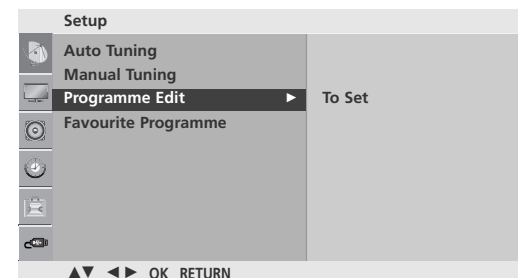 Setup
Auto Tuning
Manual Tuning
Programme Edit ► To Set
Favourite Programme
▲▼ ◄► OK RETURN